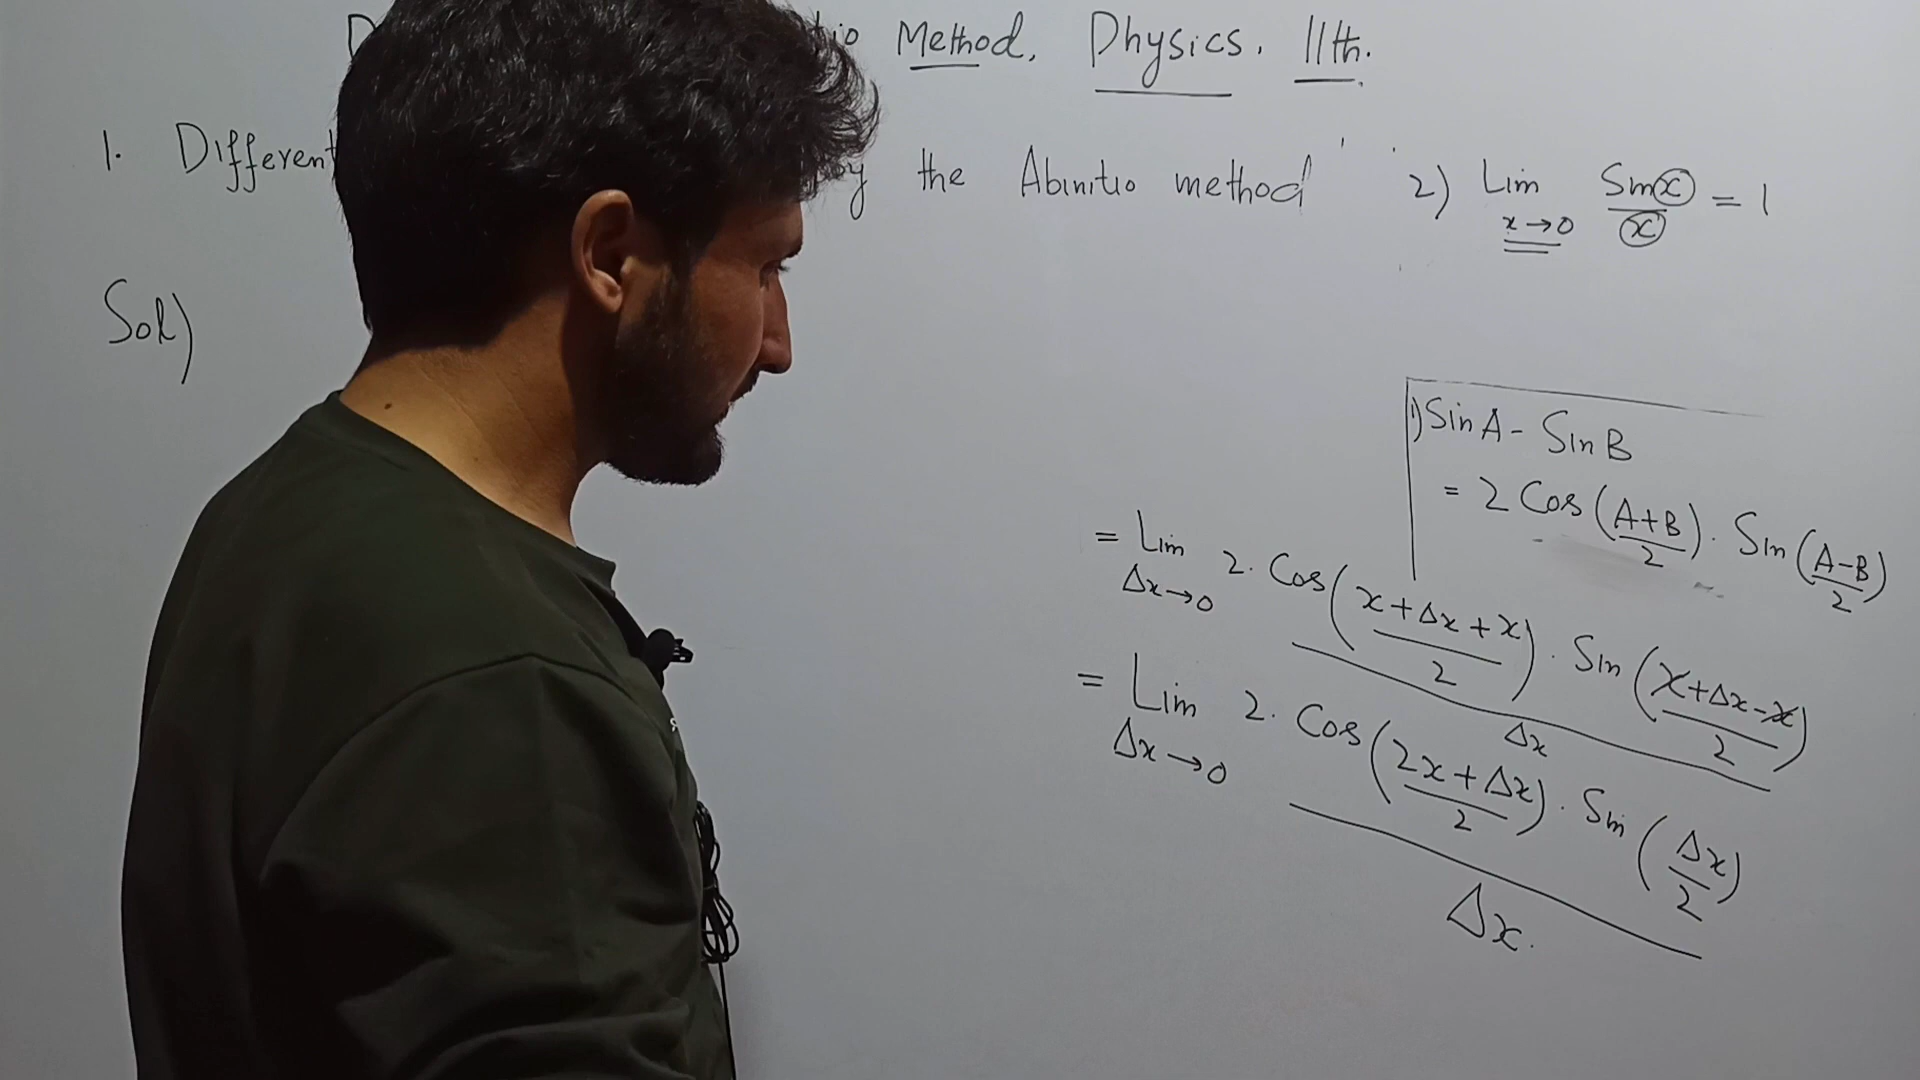 Method, Physics, 11th.
1. Different by the Abinitio method
2) Lim x→0 Sin x / x = 1
Sol)
1) Sin A - Sin B
= 2 Cos (A+B / 2) . Sin (A-B / 2)
= Lim Δx→0 2. Cos (x+Δx+x / 2) . Sin (x+Δx-x / 2) / Δx
= Lim Δx→0 2. Cos (2x+Δx / 2) . Sin (Δx / 2) / Δx.